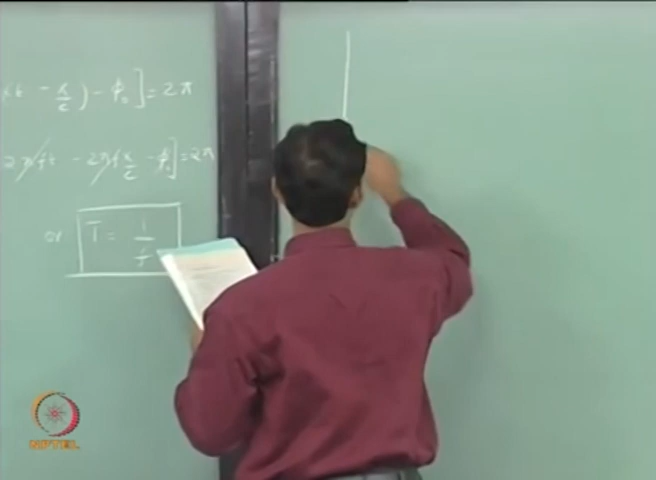 - x/c) - φ₀] = 2π
2πft - 2πf x/c - φ₀] = 2π
or T = 1/f
NPTEL